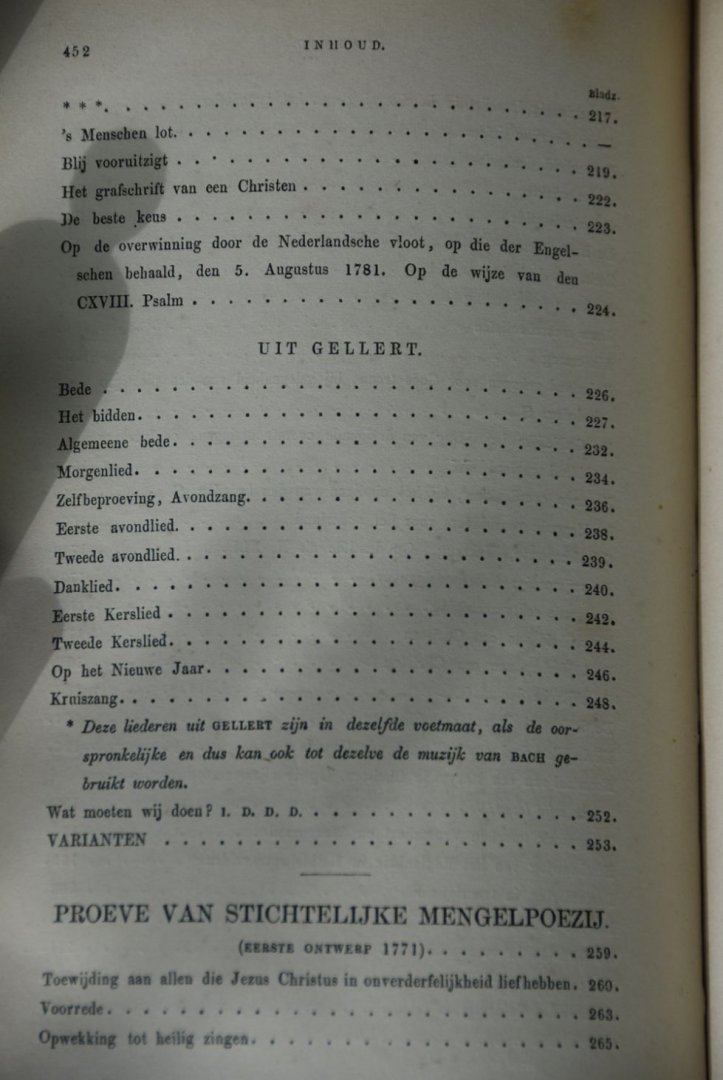 452 INHOUD.
Bladz.
* * *. . . . . . . . . . . . . . . . . . . . . . . . 217.
's Menschen lot. . . . . . . . . . . . . . . . . . . . —
Blij vooruitzigt . . . . . . . . . . . . . . . . . . . . 219.
Het grafschrift van een Christen . . . . . . . . . . . . . 222.
De beste keus . . . . . . . . . . . . . . . . . . . . . 223.
Op de overwinning door de Nederlandsche vloot, op die der Engel-
schen behaald, den 5. Augustus 1781. Op de wijze van den
CXVIII. Psalm . . . . . . . . . . . . . . . . . . . . 224.
UIT GELLERT.
Bede . . . . . . . . . . . . . . . . . . . . . . . . 226.
Het bidden. . . . . . . . . . . . . . . . . . . . . . 227.
Algemeene bede. . . . . . . . . . . . . . . . . . . . 232.
Morgenlied. . . . . . . . . . . . . . . . . . . . . . 234.
Zelfbeproeving, Avondzang. . . . . . . . . . . . . . . . 236.
Eerste avondlied. . . . . . . . . . . . . . . . . . . . 238.
Tweede avondlied. . . . . . . . . . . . . . . . . . . . 239.
Danklied. . . . . . . . . . . . . . . . . . . . . . . 240.
Eerste Kerslied . . . . . . . . . . . . . . . . . . . . 242.
Tweede Kerslied. . . . . . . . . . . . . . . . . . . . 244.
Op het Nieuwe Jaar. . . . . . . . . . . . . . . . . . . 246.
Kruiszang. . . . . . . . . . . . . . . . . . . . . . . 248.
* Deze liederen uit GELLERT zijn in dezelfde voetmaat, als de oor-
spronkelijke en dus kan ook tot dezelve de muzijk van BACH ge-
bruikt worden.
Wat moeten wij doen? I. D. D. D. . . . . . . . . . . . . . 252.
VARIANTEN . . . . . . . . . . . . . . . . . . . . . . 253.
PROEVE VAN STICHTELIJKE MENGELPOEZIJ.
(EERSTE ONTWERP 1771). . . . . . . . . . 259.
Toewijding aan allen die Jezus Christus in onverderfelijkheid liefhebben. 260.
Voorrede. . . . . . . . . . . . . . . . . . . . . . . 263.
Opwekking tot heilig zingen. . . . . . . . . . . . . . . . 265.